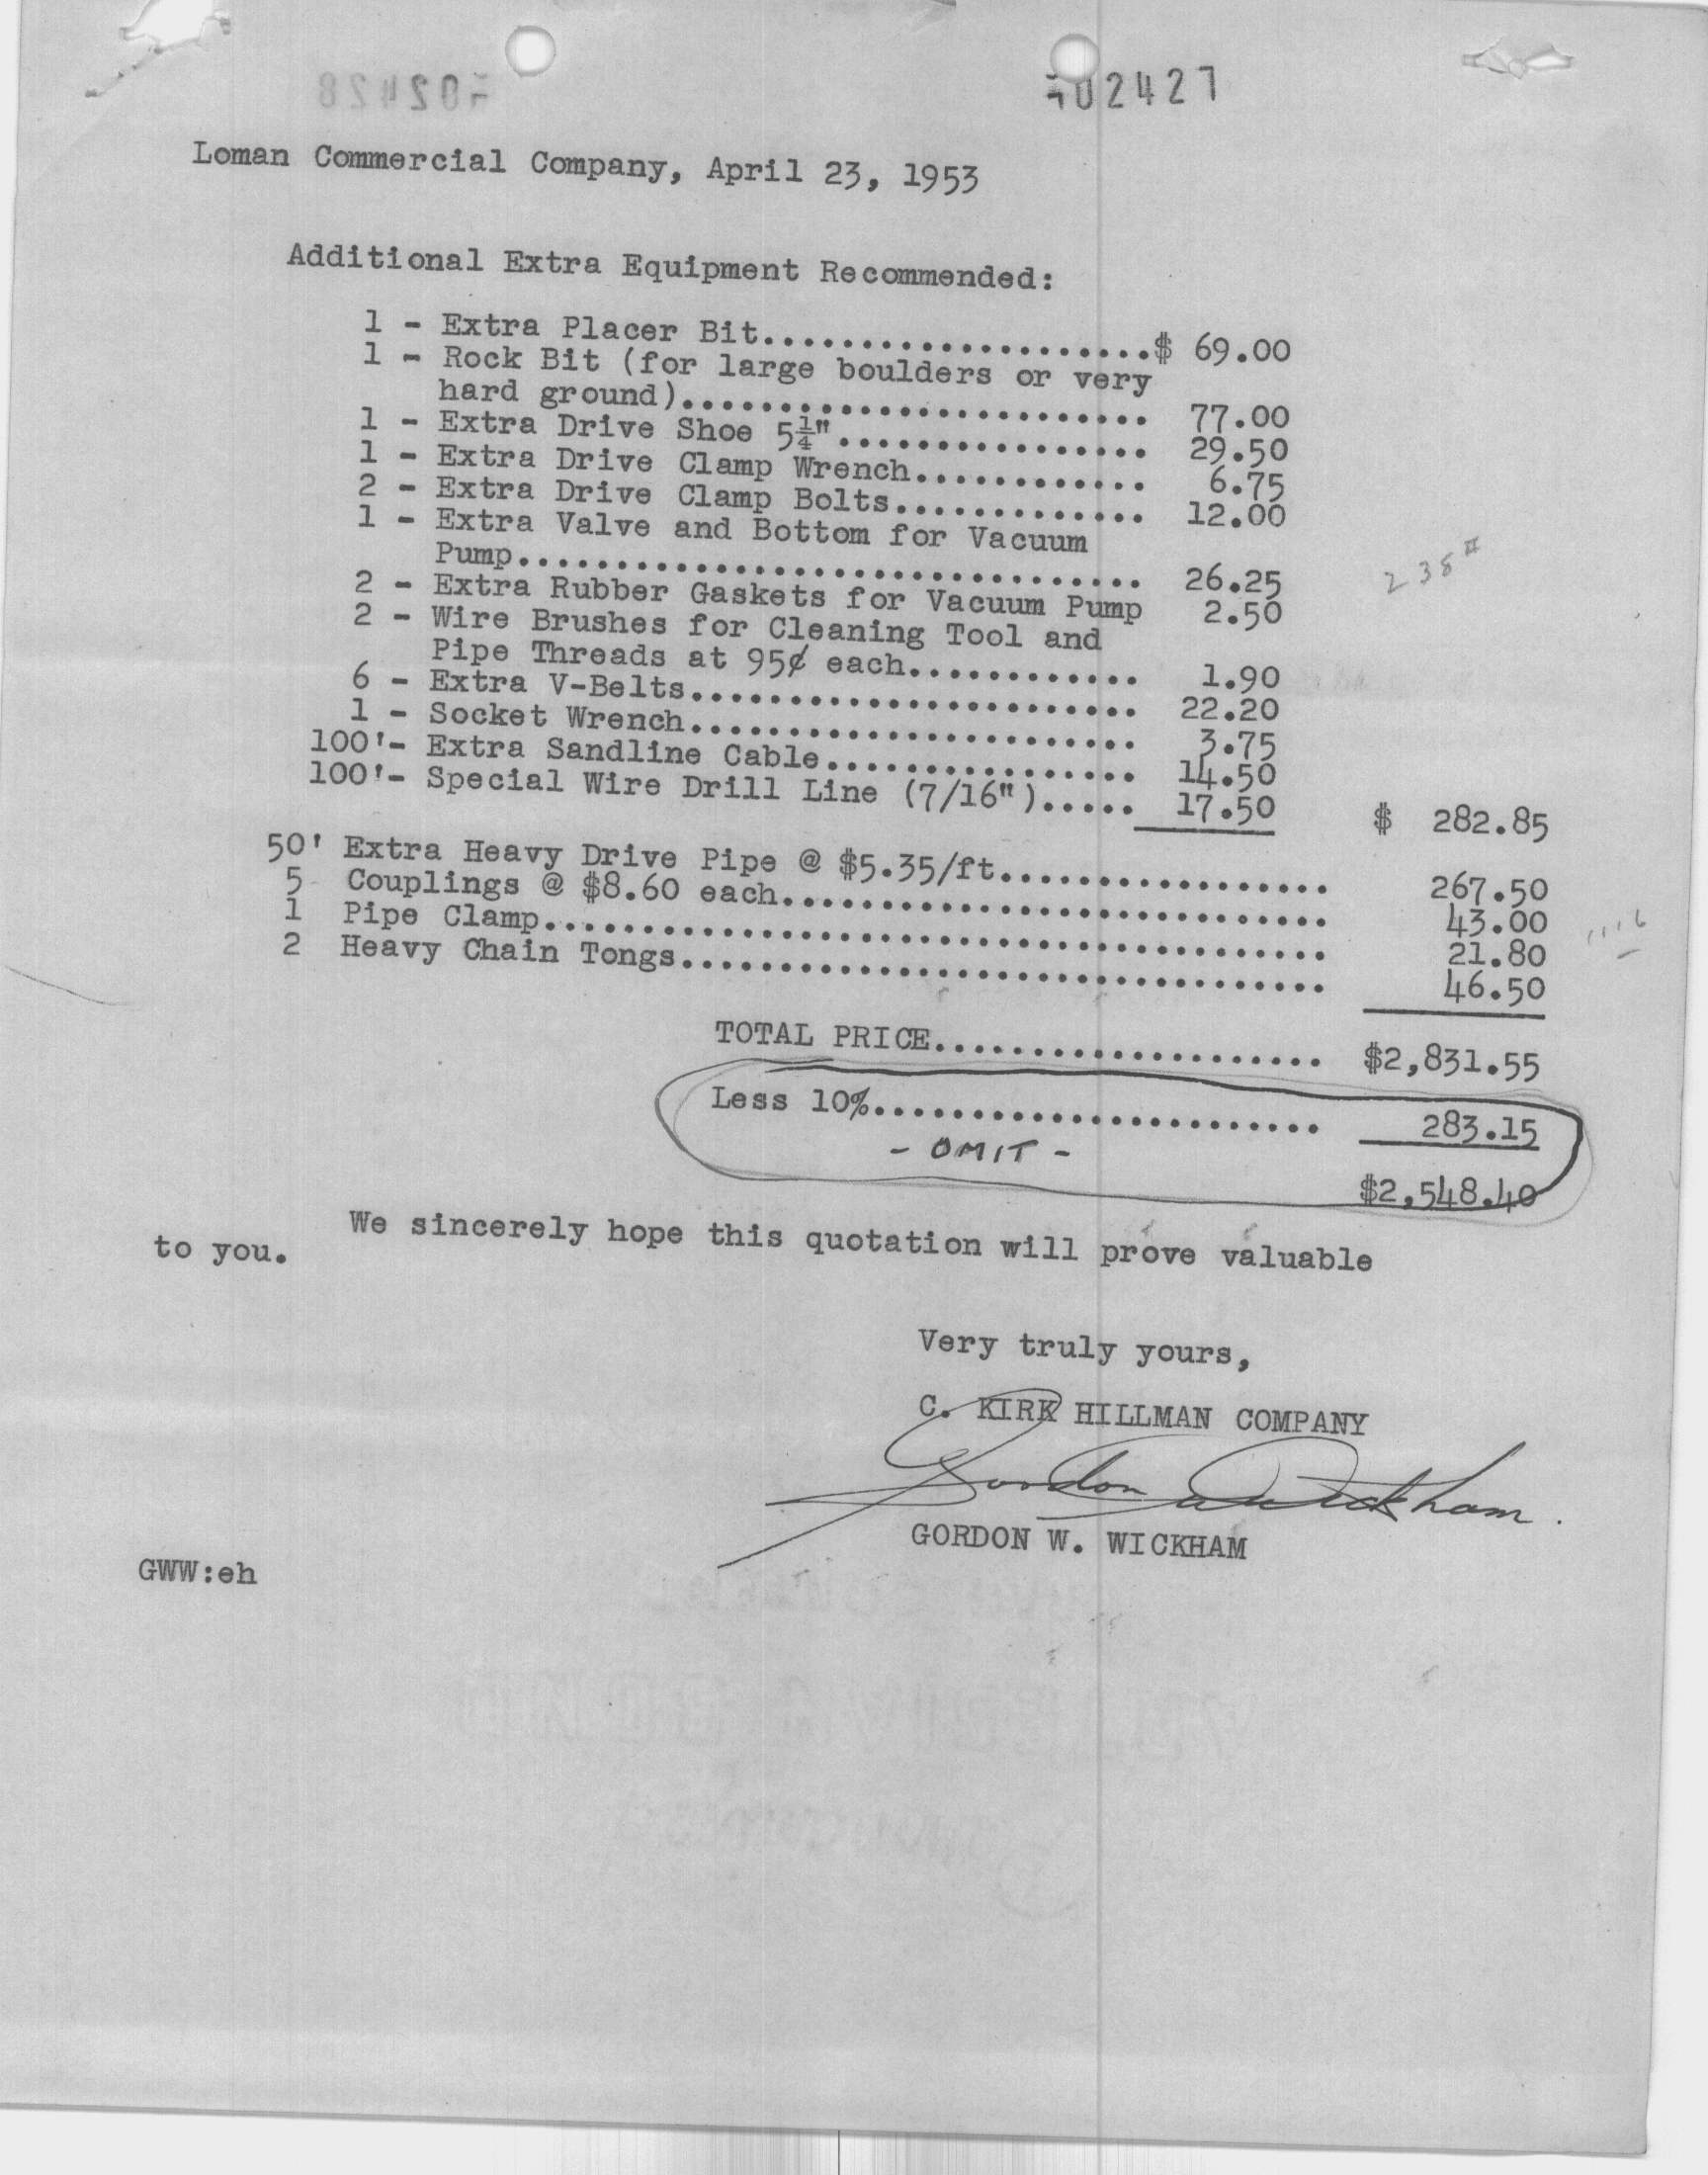 02427
Loman Commercial Company, April 23, 1953
Additional Extra Equipment Recommended:
1 - Extra Placer Bit....................$ 69.00
1 - Rock Bit (for large boulders or very
hard ground)........................ 77.00
1 - Extra Drive Shoe 5¼"................ 29.50
1 - Extra Drive Clamp Wrench............ 6.75
2 - Extra Drive Clamp Bolts............. 12.00
1 - Extra Valve and Bottom for Vacuum
Pump................................ 26.25
238#
2 - Extra Rubber Gaskets for Vacuum Pump 2.50
2 - Wire Brushes for Cleaning Tool and
Pipe Threads at 95¢ each............ 1.90
6 - Extra V-Belts....................... 22.20
1 - Socket Wrench....................... 3.75
100'- Extra Sandline Cable................ 14.50
100'- Special Wire Drill Line (7/16")..... 17.50 $ 282.85
50' Extra Heavy Drive Pipe @ $5.35/ft................. 267.50
5 Couplings @ $8.60 each............................ 43.00
1 Pipe Clamp........................................ 21.80
2 Heavy Chain Tongs................................. 46.50
TOTAL PRICE.................... $2,831.55
Less 10%....................... 283.15
- OMIT -
$2,548.40
We sincerely hope this quotation will prove valuable
to you.
Very truly yours,
C. KIRK HILLMAN COMPANY
Gordon W Wickham.
GORDON W. WICKHAM
GWW:eh